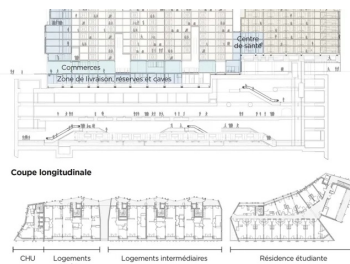 Centre
de santé
Commerces
Zone de livraison, réserves et caves
Coupe longitudinale
CHU
Logements
Logements intermédiaires
Résidence étudiante